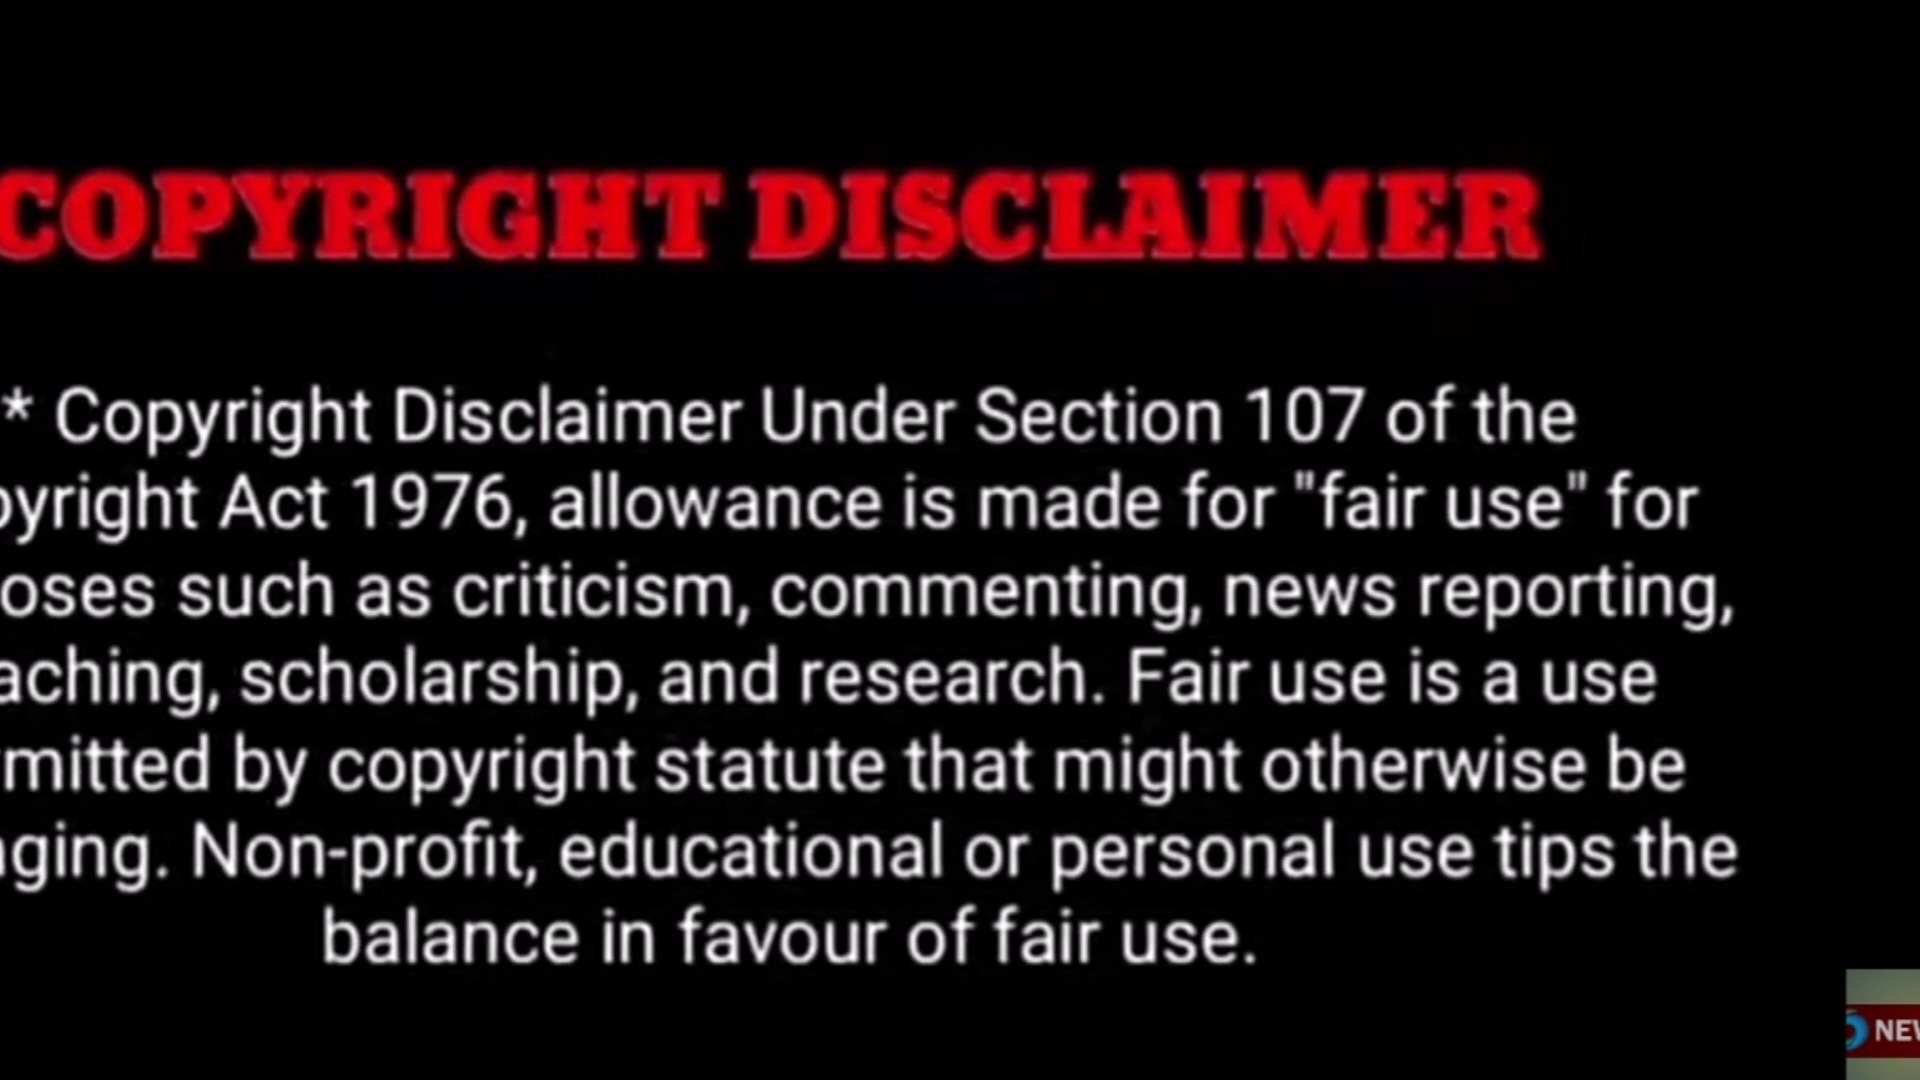 COPYRIGHT DISCLAIMER
* Copyright Disclaimer Under Section 107 of the
pyright Act 1976, allowance is made for "fair use" for
oses such as criticism, commenting, news reporting,
aching, scholarship, and research. Fair use is a use
mitted by copyright statute that might otherwise be
ging. Non-profit, educational or personal use tips the
balance in favour of fair use.
NEW